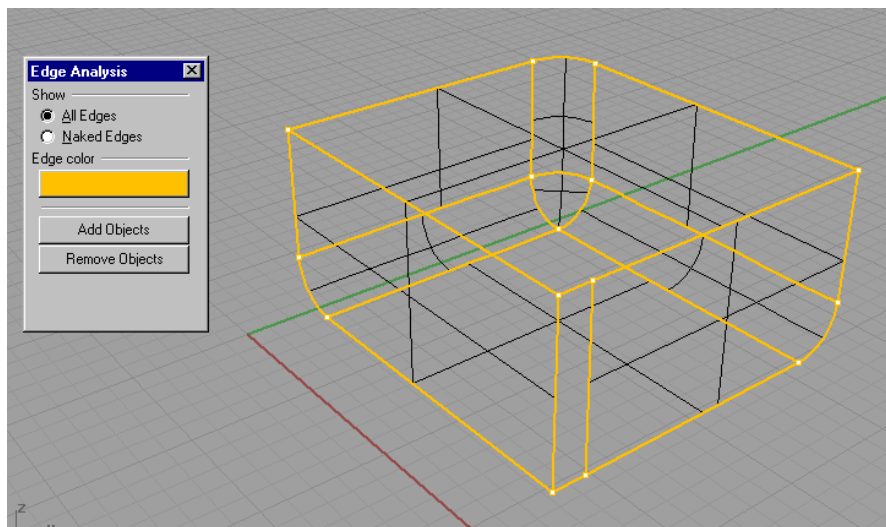 Edge Analysis
Show
All Edges
Naked Edges
Edge color
Add Objects
Remove Objects
z